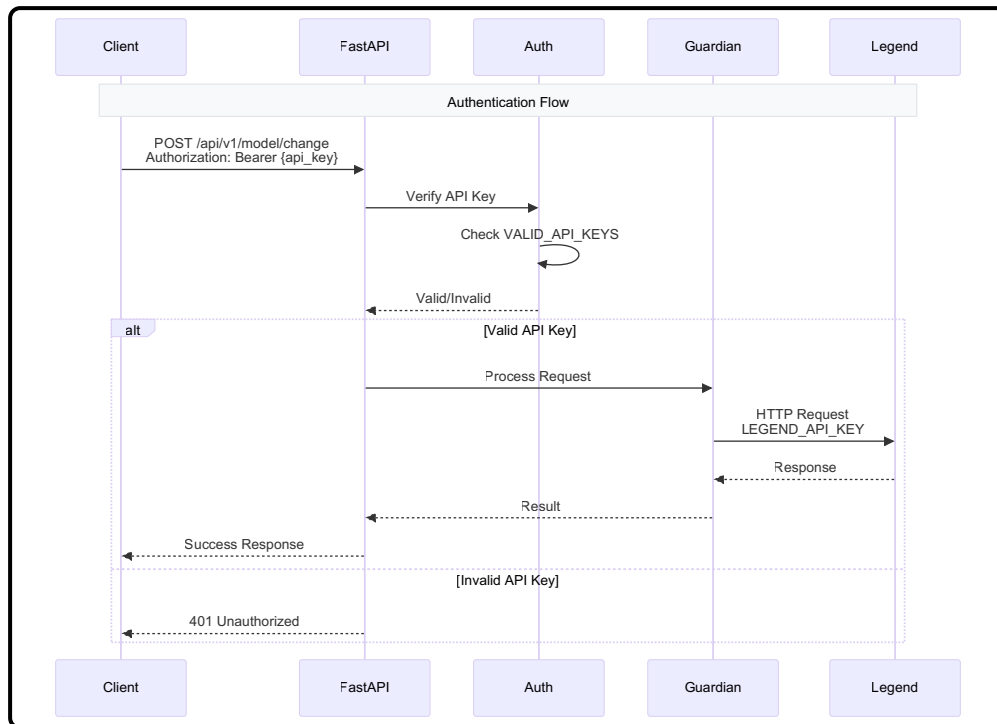 Client FastAPI Auth Guardian Legend
Authentication Flow
POST /api/v1/model/change
Authorization: Bearer {api_key}
Verify API Key
Check VALID_API_KEYS
Valid/Invalid
alt [Valid API Key]
Process Request
HTTP Request
LEGEND_API_KEY
Response
Result
Success Response
[Invalid API Key]
401 Unauthorized
Client FastAPI Auth Guardian Legend